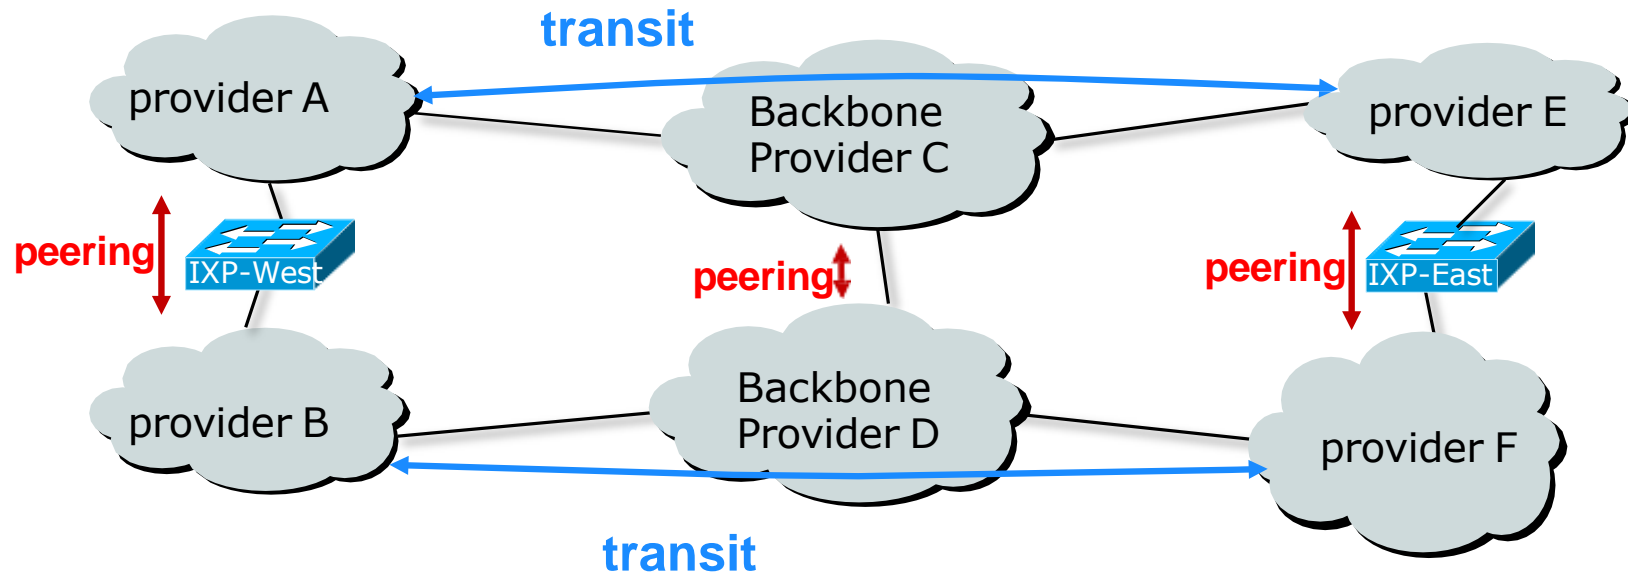 transit
provider A
Backbone
Provider C
provider E
peering
IXP-West
peering
peering
IXP-East
provider B
Backbone
Provider D
provider F
transit